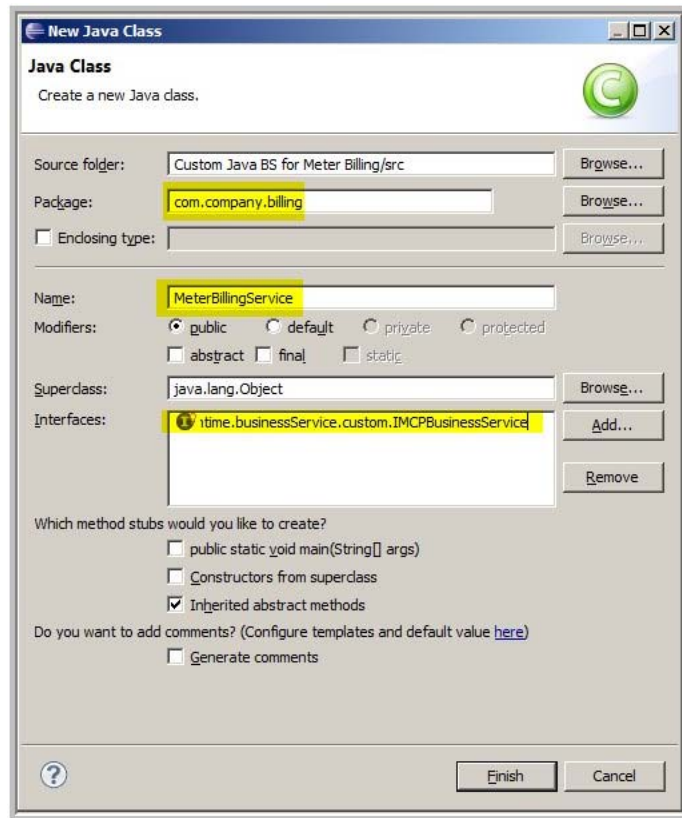 New Java Class
Java Class
Create a new Java class.
Source folder: Custom Java BS for Meter Billing/src Browse...
Package: com.company.billing Browse...
Enclosing type: Browse...
Name: MeterBillingService
Modifiers: public default private protected
abstract final static
Superclass: java.lang.Object Browse...
Interfaces: ntime.businessService.custom.IMCPBusinessService Add...
Remove
Which method stubs would you like to create?
public static void main(String[] args)
Constructors from superclass
Inherited abstract methods
Do you want to add comments? (Configure templates and default value here)
Generate comments
Finish Cancel